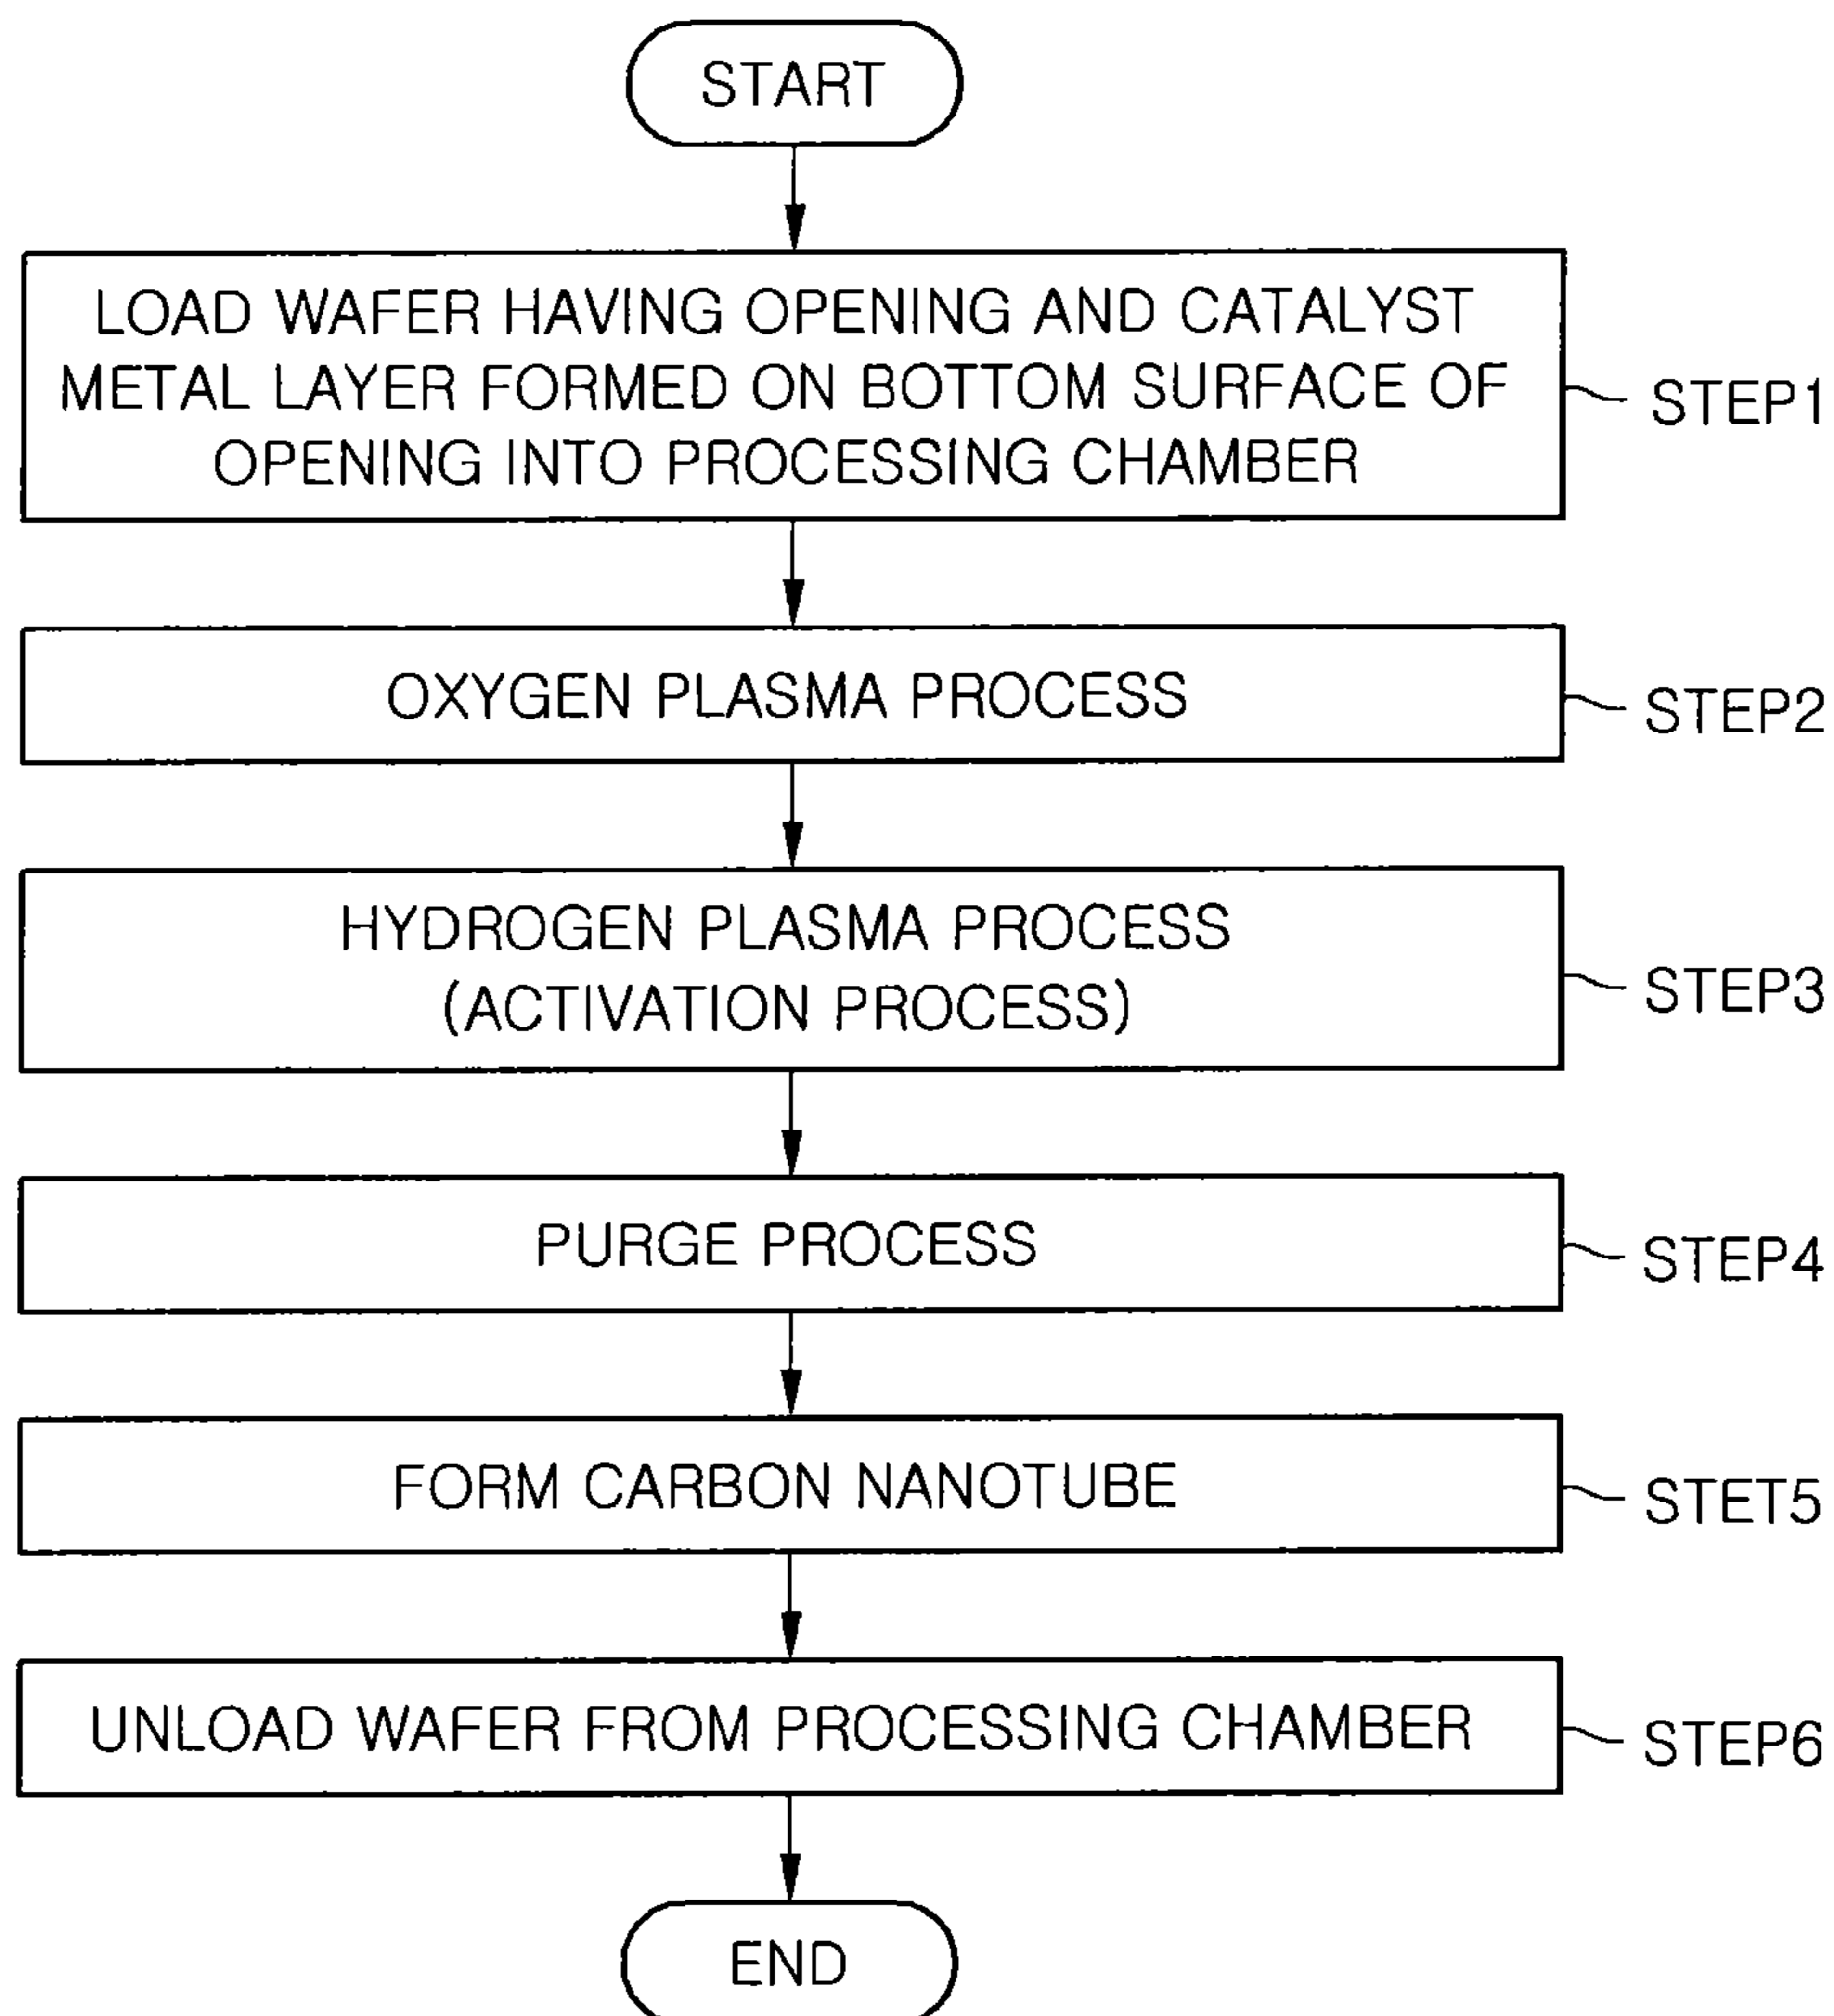 START
LOAD WAFER HAVING OPENING AND CATALYST
METAL LAYER FORMED ON BOTTOM SURFACE OF
OPENING INTO PROCESSING CHAMBER
STEP1
OXYGEN PLASMA PROCESS
STEP2
HYDROGEN PLASMA PROCESS
(ACTIVATION PROCESS)
STEP3
PURGE PROCESS
STEP4
FORM CARBON NANOTUBE
STET5
UNLOAD WAFER FROM PROCESSING CHAMBER
STEP6
END